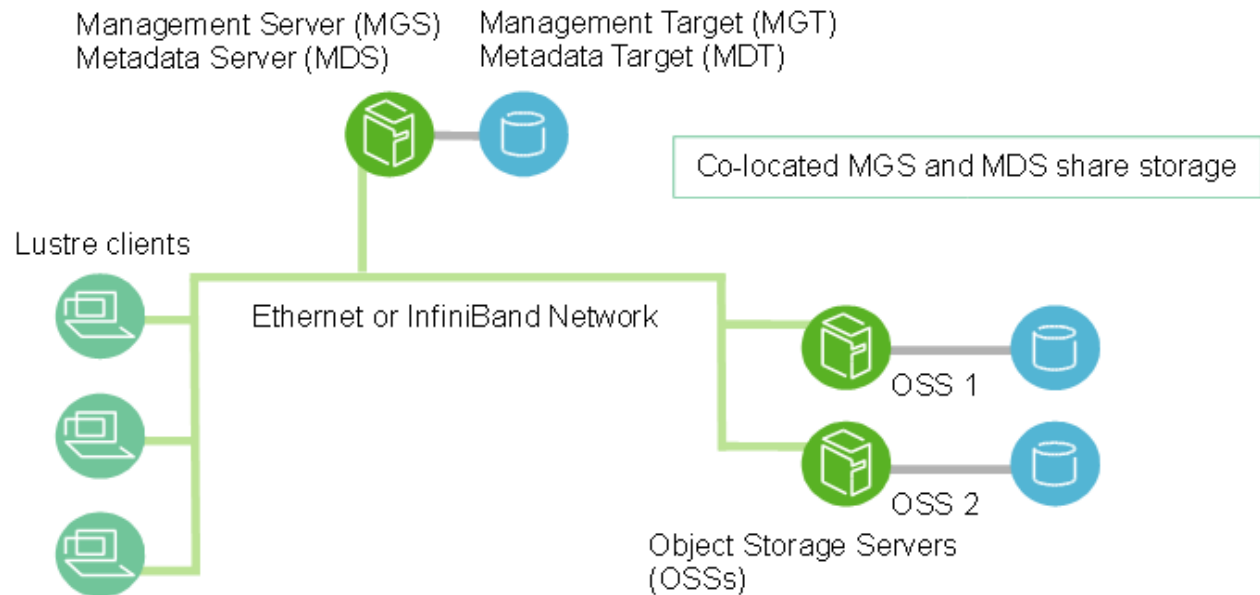 Management Server (MGS)
Metadata Server (MDS)
Management Target (MGT)
Metadata Target (MDT)
Co-located MGS and MDS share storage
Lustre clients
Ethernet or InfiniBand Network
OSS 1
OSS 2
Object Storage Servers
(OSSs)